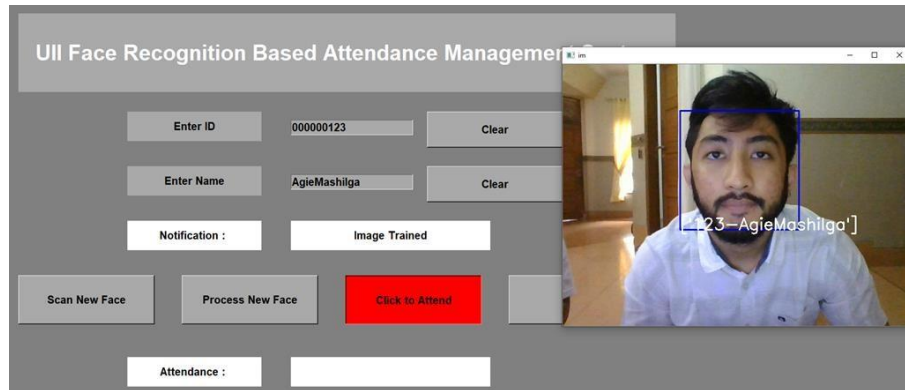 UII Face Recognition Based Attendance Management
im
Enter ID
000000123
Clear
Enter Name
AgieMashilga
Clear
Notification :
Image Trained
['123-AgieMashilga']
Scan New Face
Process New Face
Click to Attend
Attendance :